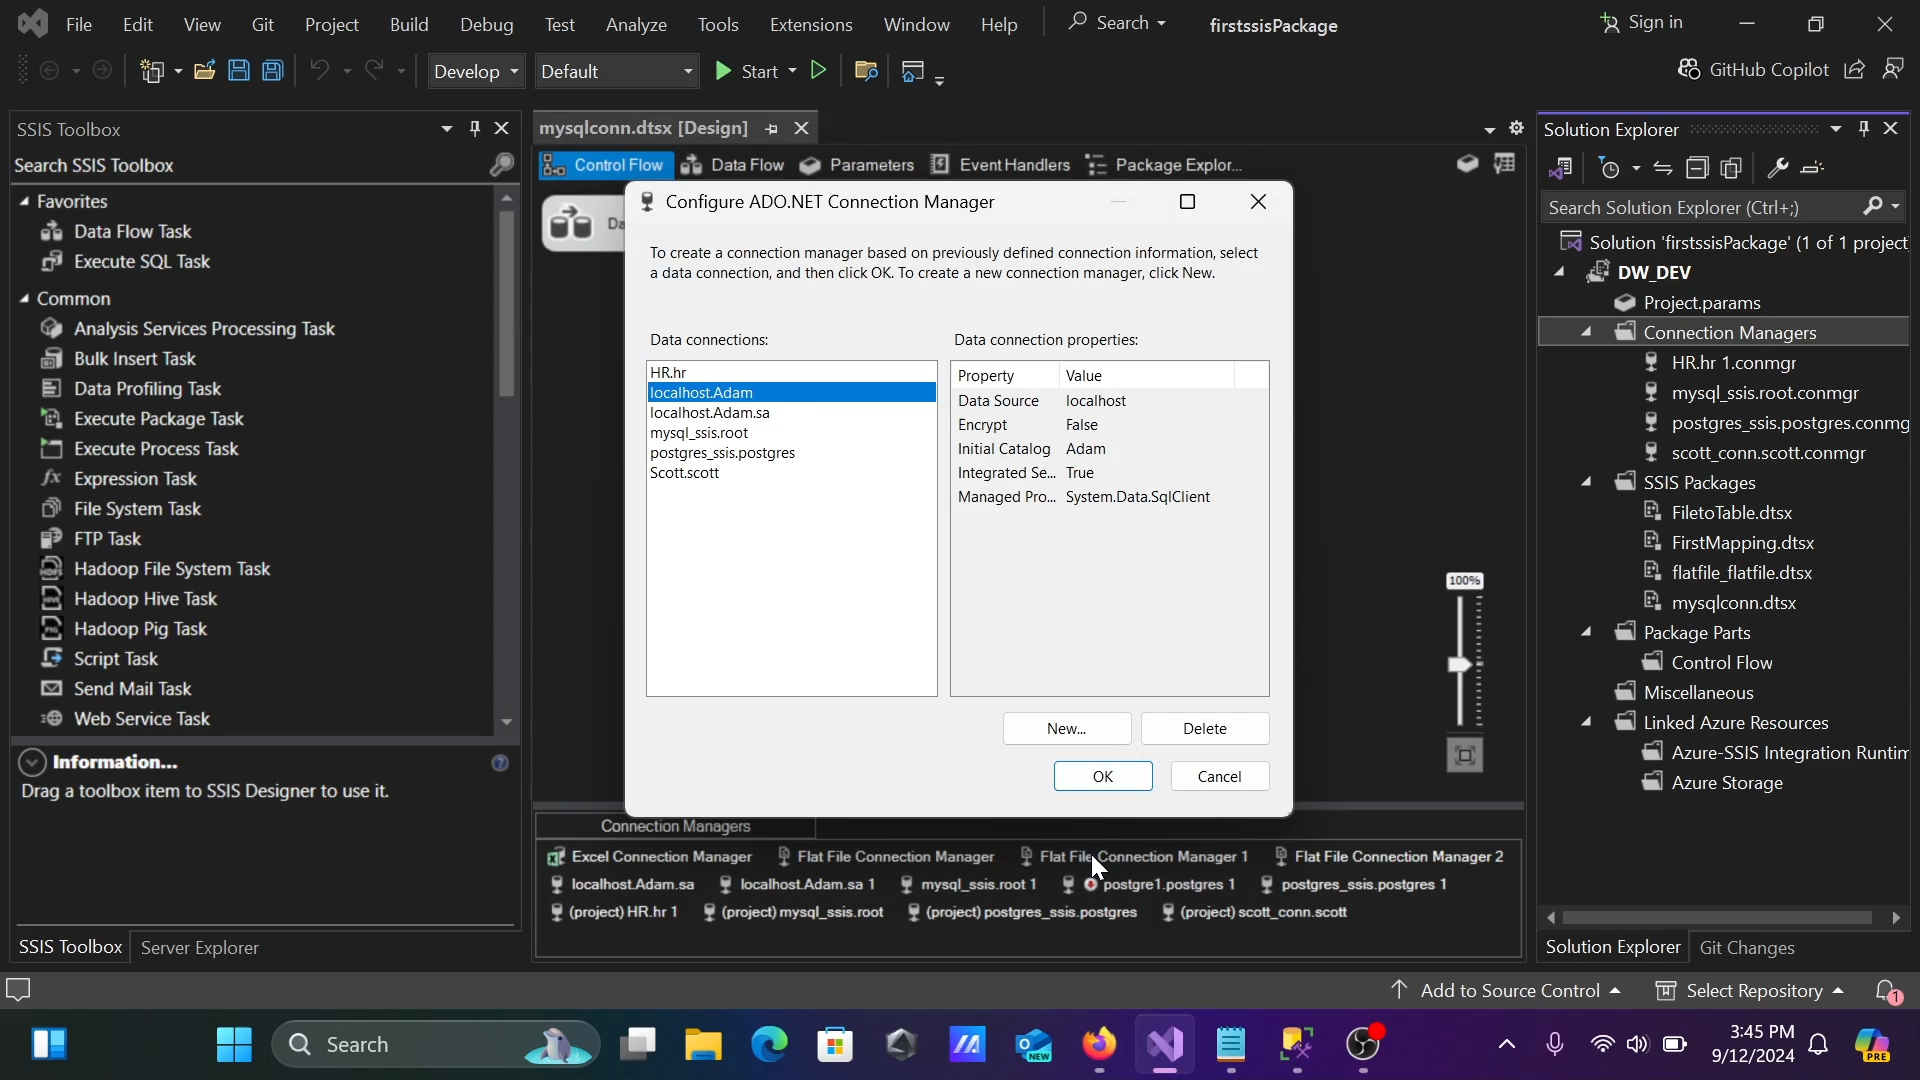 File Edit View Git Project Build Debug Test Analyze Tools Extensions Window Help Search firstssisPackage Sign in
Develop Default Start GitHub Copilot
SSIS Toolbox
Search SSIS Toolbox
Favorites
Data Flow Task
Execute SQL Task
Common
Analysis Services Processing Task
Bulk Insert Task
Data Profiling Task
Execute Package Task
Execute Process Task
Expression Task
File System Task
FTP Task
Hadoop File System Task
Hadoop Hive Task
Hadoop Pig Task
Script Task
Send Mail Task
Web Service Task
Information...
Drag a toolbox item to SSIS Designer to use it.
SSIS Toolbox Server Explorer
mysqlconn.dtsx [Design]
Control Flow Data Flow Parameters Event Handlers Package Explor...
Da
Configure ADO.NET Connection Manager
To create a connection manager based on previously defined connection information, select
a data connection, and then click OK. To create a new connection manager, click New.
Data connections:
HR.hr
localhost.Adam
localhost.Adam.sa
mysql_ssis.root
postgres_ssis.postgres
Scott.scott
Data connection properties:
Property Value
Data Source localhost
Encrypt False
Initial Catalog Adam
Integrated Se... True
Managed Pro... System.Data.SqlClient
New... Delete
OK Cancel
100%
Connection Managers
Excel Connection Manager Flat File Connection Manager Flat File Connection Manager 1 Flat File Connection Manager 2
localhost.Adam.sa localhost.Adam.sa 1 mysql_ssis.root 1 postgre1.postgres 1 postgres_ssis.postgres 1
(project) HR.hr 1 (project) mysql_ssis.root (project) postgres_ssis.postgres (project) scott_conn.scott
Solution Explorer
Search Solution Explorer (Ctrl+;)
Solution 'firstssisPackage' (1 of 1 project
DW_DEV
Project.params
Connection Managers
HR.hr 1.conmgr
mysql_ssis.root.conmgr
postgres_ssis.postgres.conmg
scott_conn.scott.conmgr
SSIS Packages
FiletoTable.dtsx
FirstMapping.dtsx
flatfile_flatfile.dtsx
mysqlconn.dtsx
Package Parts
Control Flow
Miscellaneous
Linked Azure Resources
Azure-SSIS Integration Runtim
Azure Storage
Solution Explorer Git Changes
Add to Source Control Select Repository 1
Search
NEW
3:45 PM
9/12/2024
PRE